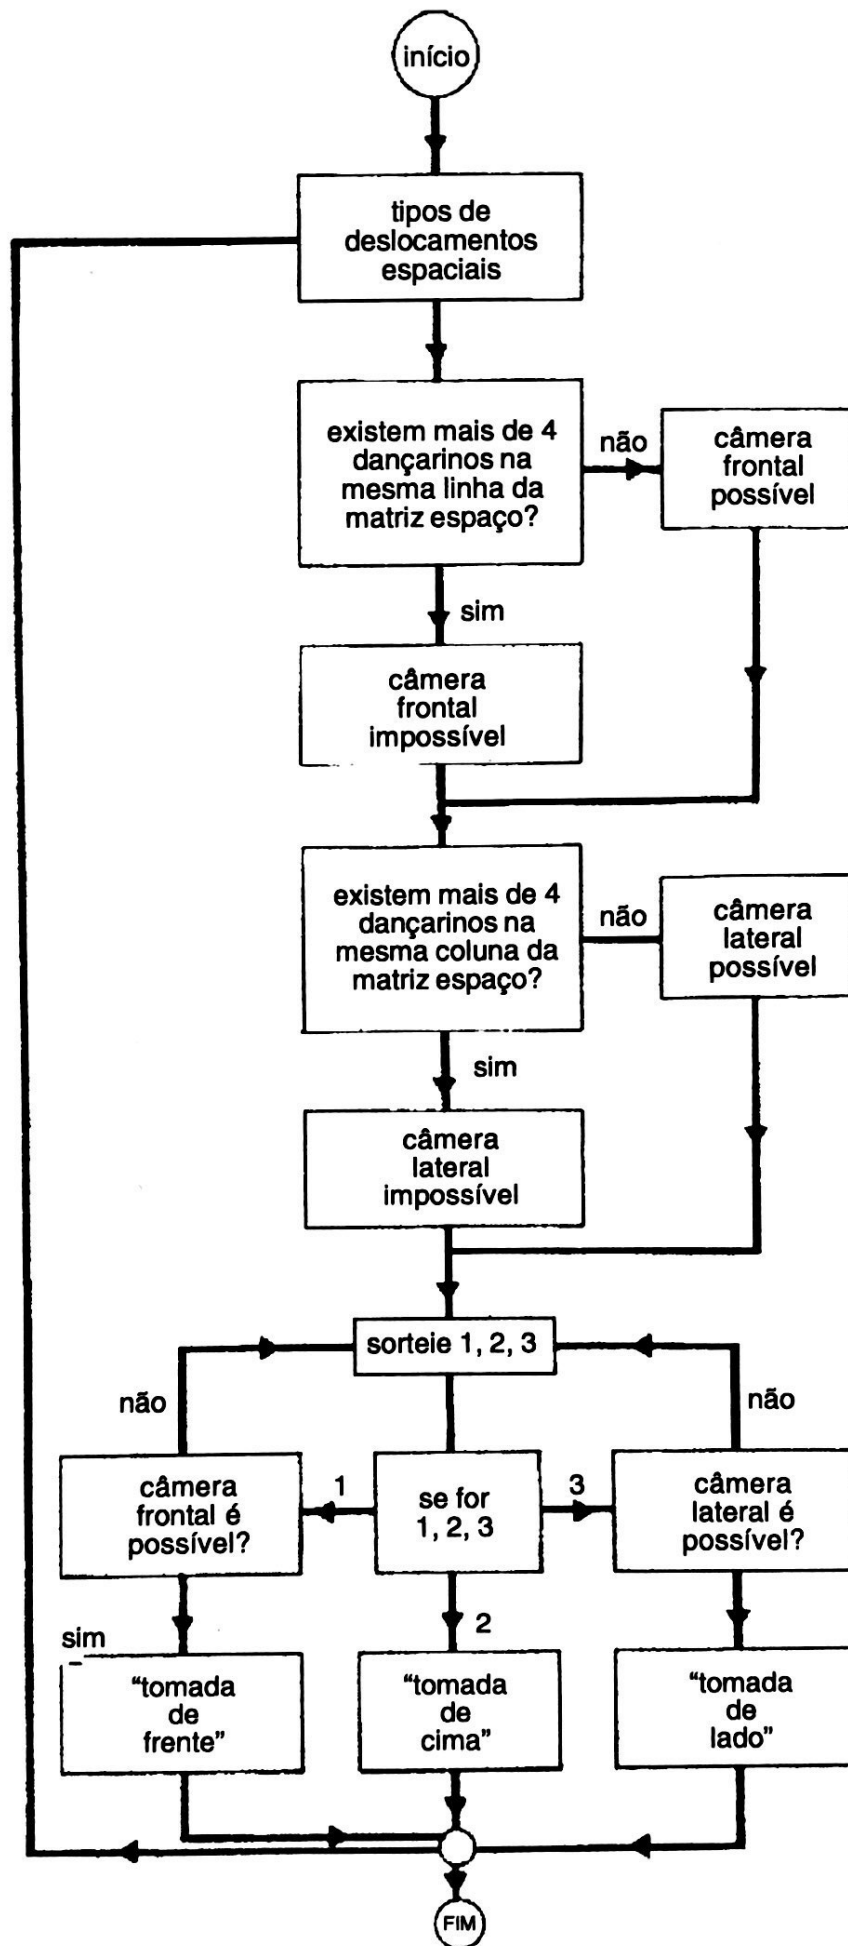 início
tipos de
deslocamentos
espaciais
existem mais de 4
dançarinos na
mesma linha da
matriz espaço?
não
câmera
frontal
possível
sim
câmera
frontal
impossível
existem mais de 4
dançarinos na
mesma coluna da
matriz espaço?
não
câmera
lateral
possível
sim
câmera
lateral
impossível
sorteie 1, 2, 3
não
não
câmera
frontal é
possível?
1
se for
1, 2, 3
3
câmera
lateral é
possível?
sim
2
“tomada
de
frente”
“tomada
de
cima”
“tomada
de
lado”
FIM